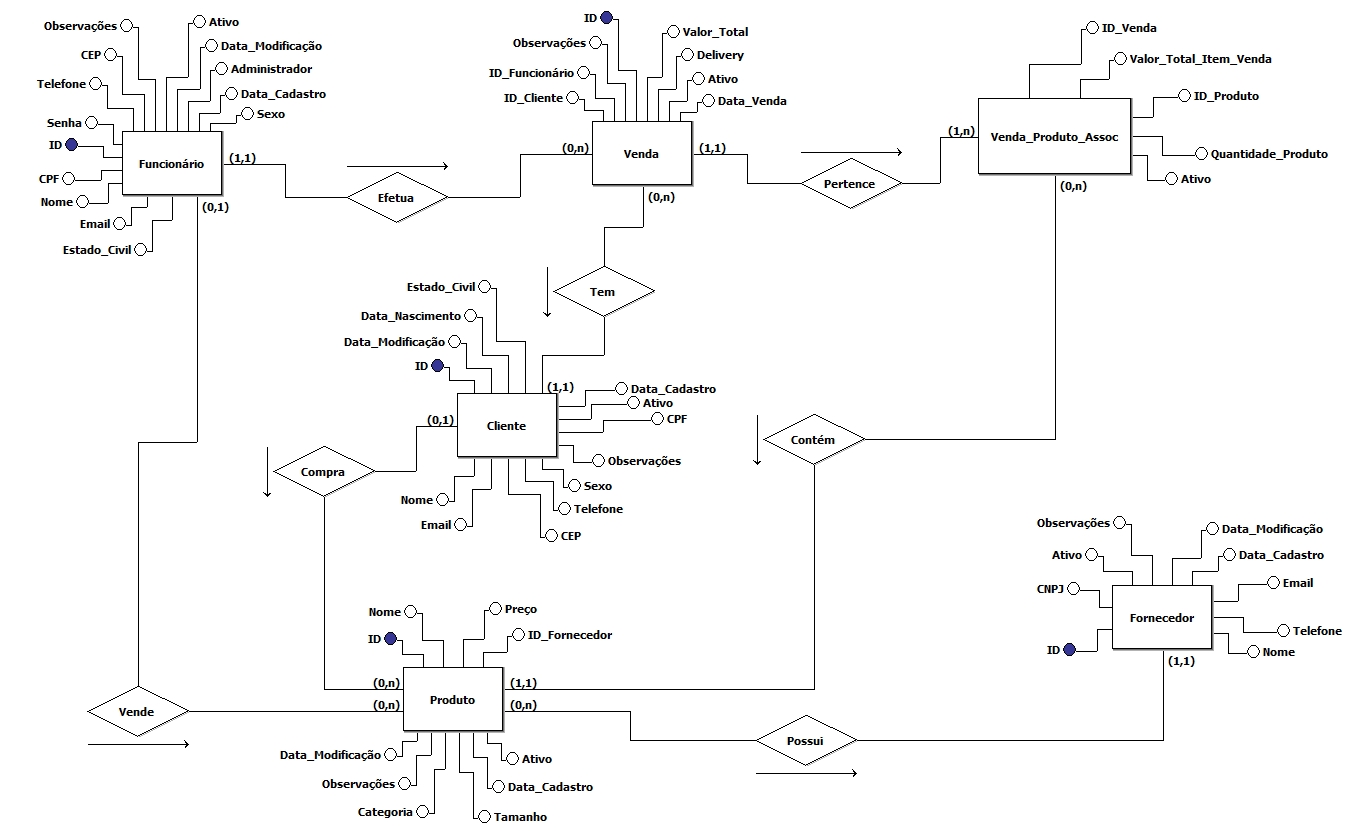 Observações
Ativo
CEP
Data_Modificação
Telefone
Administrador
Data_Cadastro
Senha
Sexo
ID
Funcionário
(1,1)
CPF
Nome
(0,1)
Email
Estado_Civil
Efetua
ID
Valor_Total
Observações
Delivery
ID_Funcionário
Ativo
ID_Cliente
Data_Venda
(0,n)
Venda
(1,1)
(0,n)
Pertence
ID_Venda
Valor_Total_Item_Venda
ID_Produto
(1,n)
Venda_Produto_Assoc
Quantidade_Produto
Ativo
(0,n)
Tem
Estado_Civil
Data_Nascimento
Data_Modificação
ID
(1,1)
Data_Cadastro
Ativo
(0,1)
CPF
Cliente
Observações
Sexo
Nome
Telefone
Email
CEP
Compra
Contém
Observações
Data_Modificação
Ativo
Data_Cadastro
CNPJ
Email
Fornecedor
Telefone
ID
Nome
(1,1)
Nome
Preço
ID
ID_Fornecedor
(0,n)
(1,1)
Produto
(0,n)
(0,n)
Vende
Possui
Data_Modificação
Ativo
Observações
Data_Cadastro
Categoria
Tamanho